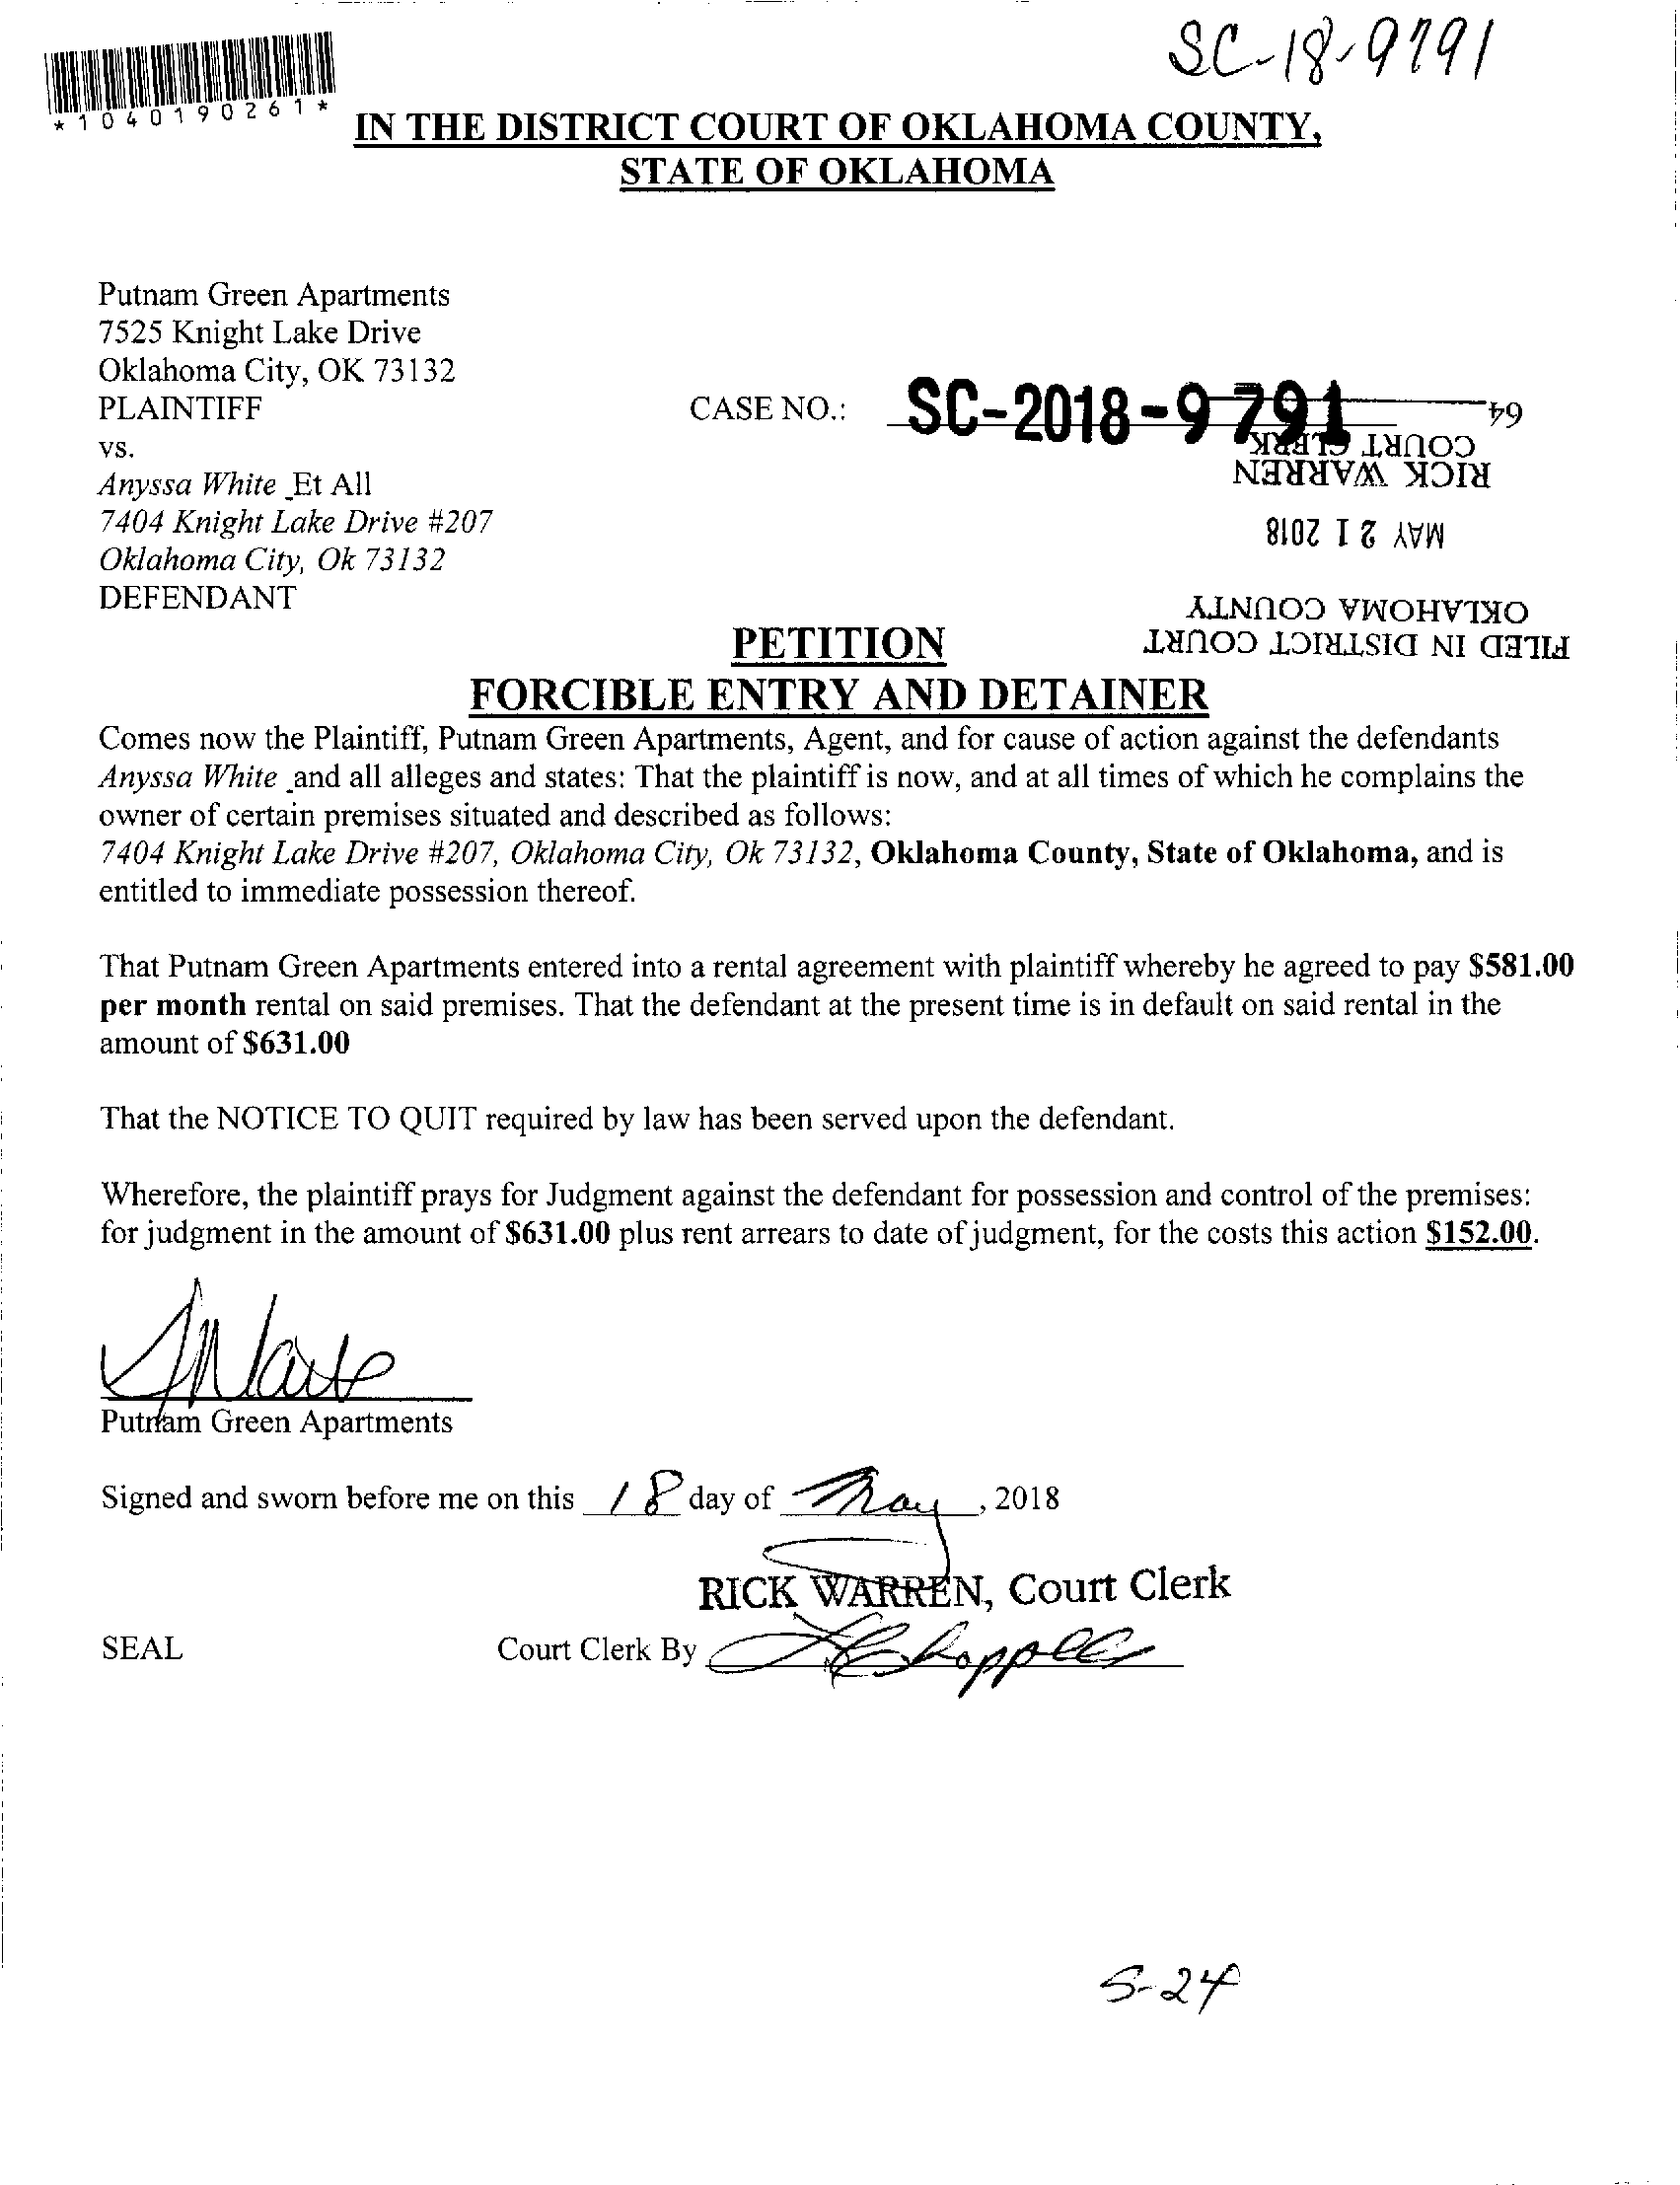 SC-18-9791
*1040190261*
IN THE DISTRICT COURT OF OKLAHOMA COUNTY,
STATE OF OKLAHOMA
Putnam Green Apartments
7525 Knight Lake Drive
Oklahoma City, OK 73132
PLAINTIFF
CASE NO.: SC-2018-9791
64
vs.
COURT CLERK
RICK WARREN
Anyssa White _Et All
7404 Knight Lake Drive #207
MAY 21 2018
Oklahoma City, Ok 73132
DEFENDANT
OKLAHOMA COUNTY
FILED IN DISTRICT COURT
PETITION
FORCIBLE ENTRY AND DETAINER
Comes now the Plaintiff, Putnam Green Apartments, Agent, and for cause of action against the defendants
Anyssa White _and all alleges and states: That the plaintiff is now, and at all times of which he complains the
owner of certain premises situated and described as follows:
7404 Knight Lake Drive #207, Oklahoma City, Ok 73132, Oklahoma County, State of Oklahoma, and is
entitled to immediate possession thereof.
That Putnam Green Apartments entered into a rental agreement with plaintiff whereby he agreed to pay $581.00
per month rental on said premises. That the defendant at the present time is in default on said rental in the
amount of $631.00
That the NOTICE TO QUIT required by law has been served upon the defendant.
Wherefore, the plaintiff prays for Judgment against the defendant for possession and control of the premises:
for judgment in the amount of $631.00 plus rent arrears to date of judgment, for the costs this action $152.00.
Putnam Green Apartments
Signed and sworn before me on this 18 day of May, 2018
RICK WARREN, Court Clerk
SEAL
Court Clerk By
5-24